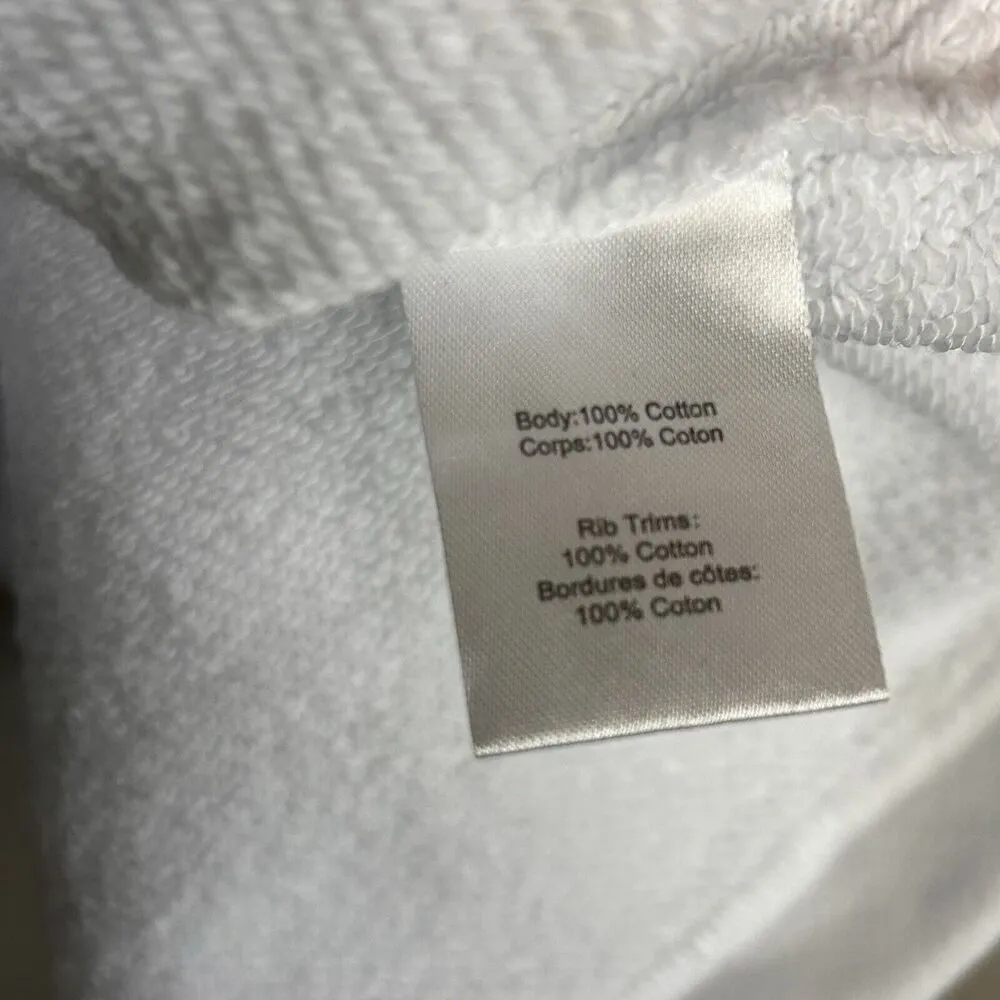 Body:100% Cotton
Corps:100% Coton
Rib Trims:
100% Cotton
Bordures de côtes:
100% Coton